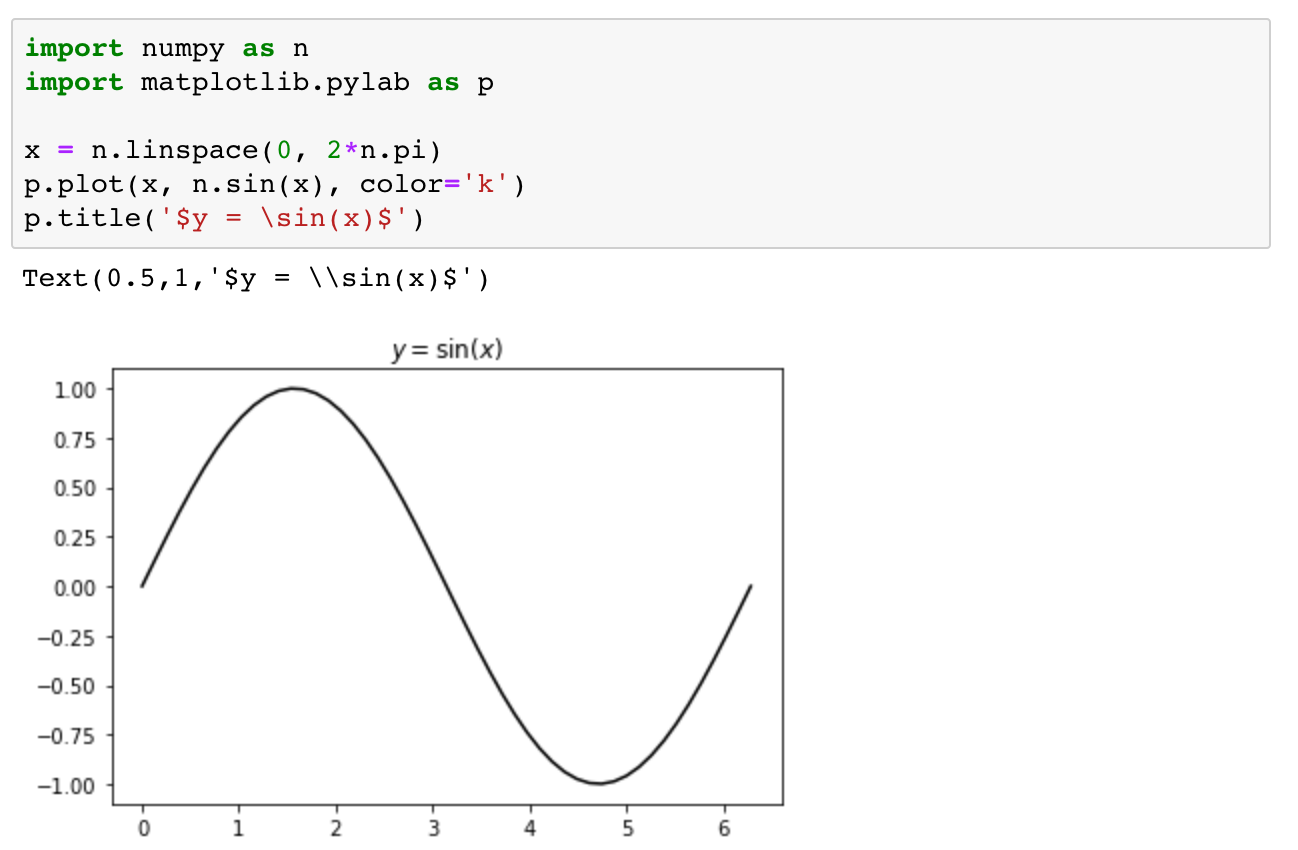 import numpy as n
import matplotlib.pylab as p
x = n.linspace(0, 2*n.pi)
p.plot(x, n.sin(x), color='k')
p.title('$y = \sin(x)$')
Text(0.5,1,'$y = \\sin(x)$')
y = sin(x)
1.00
0.75
0.50
0.25
0.00
−0.25
−0.50
−0.75
−1.00
0 1 2 3 4 5 6